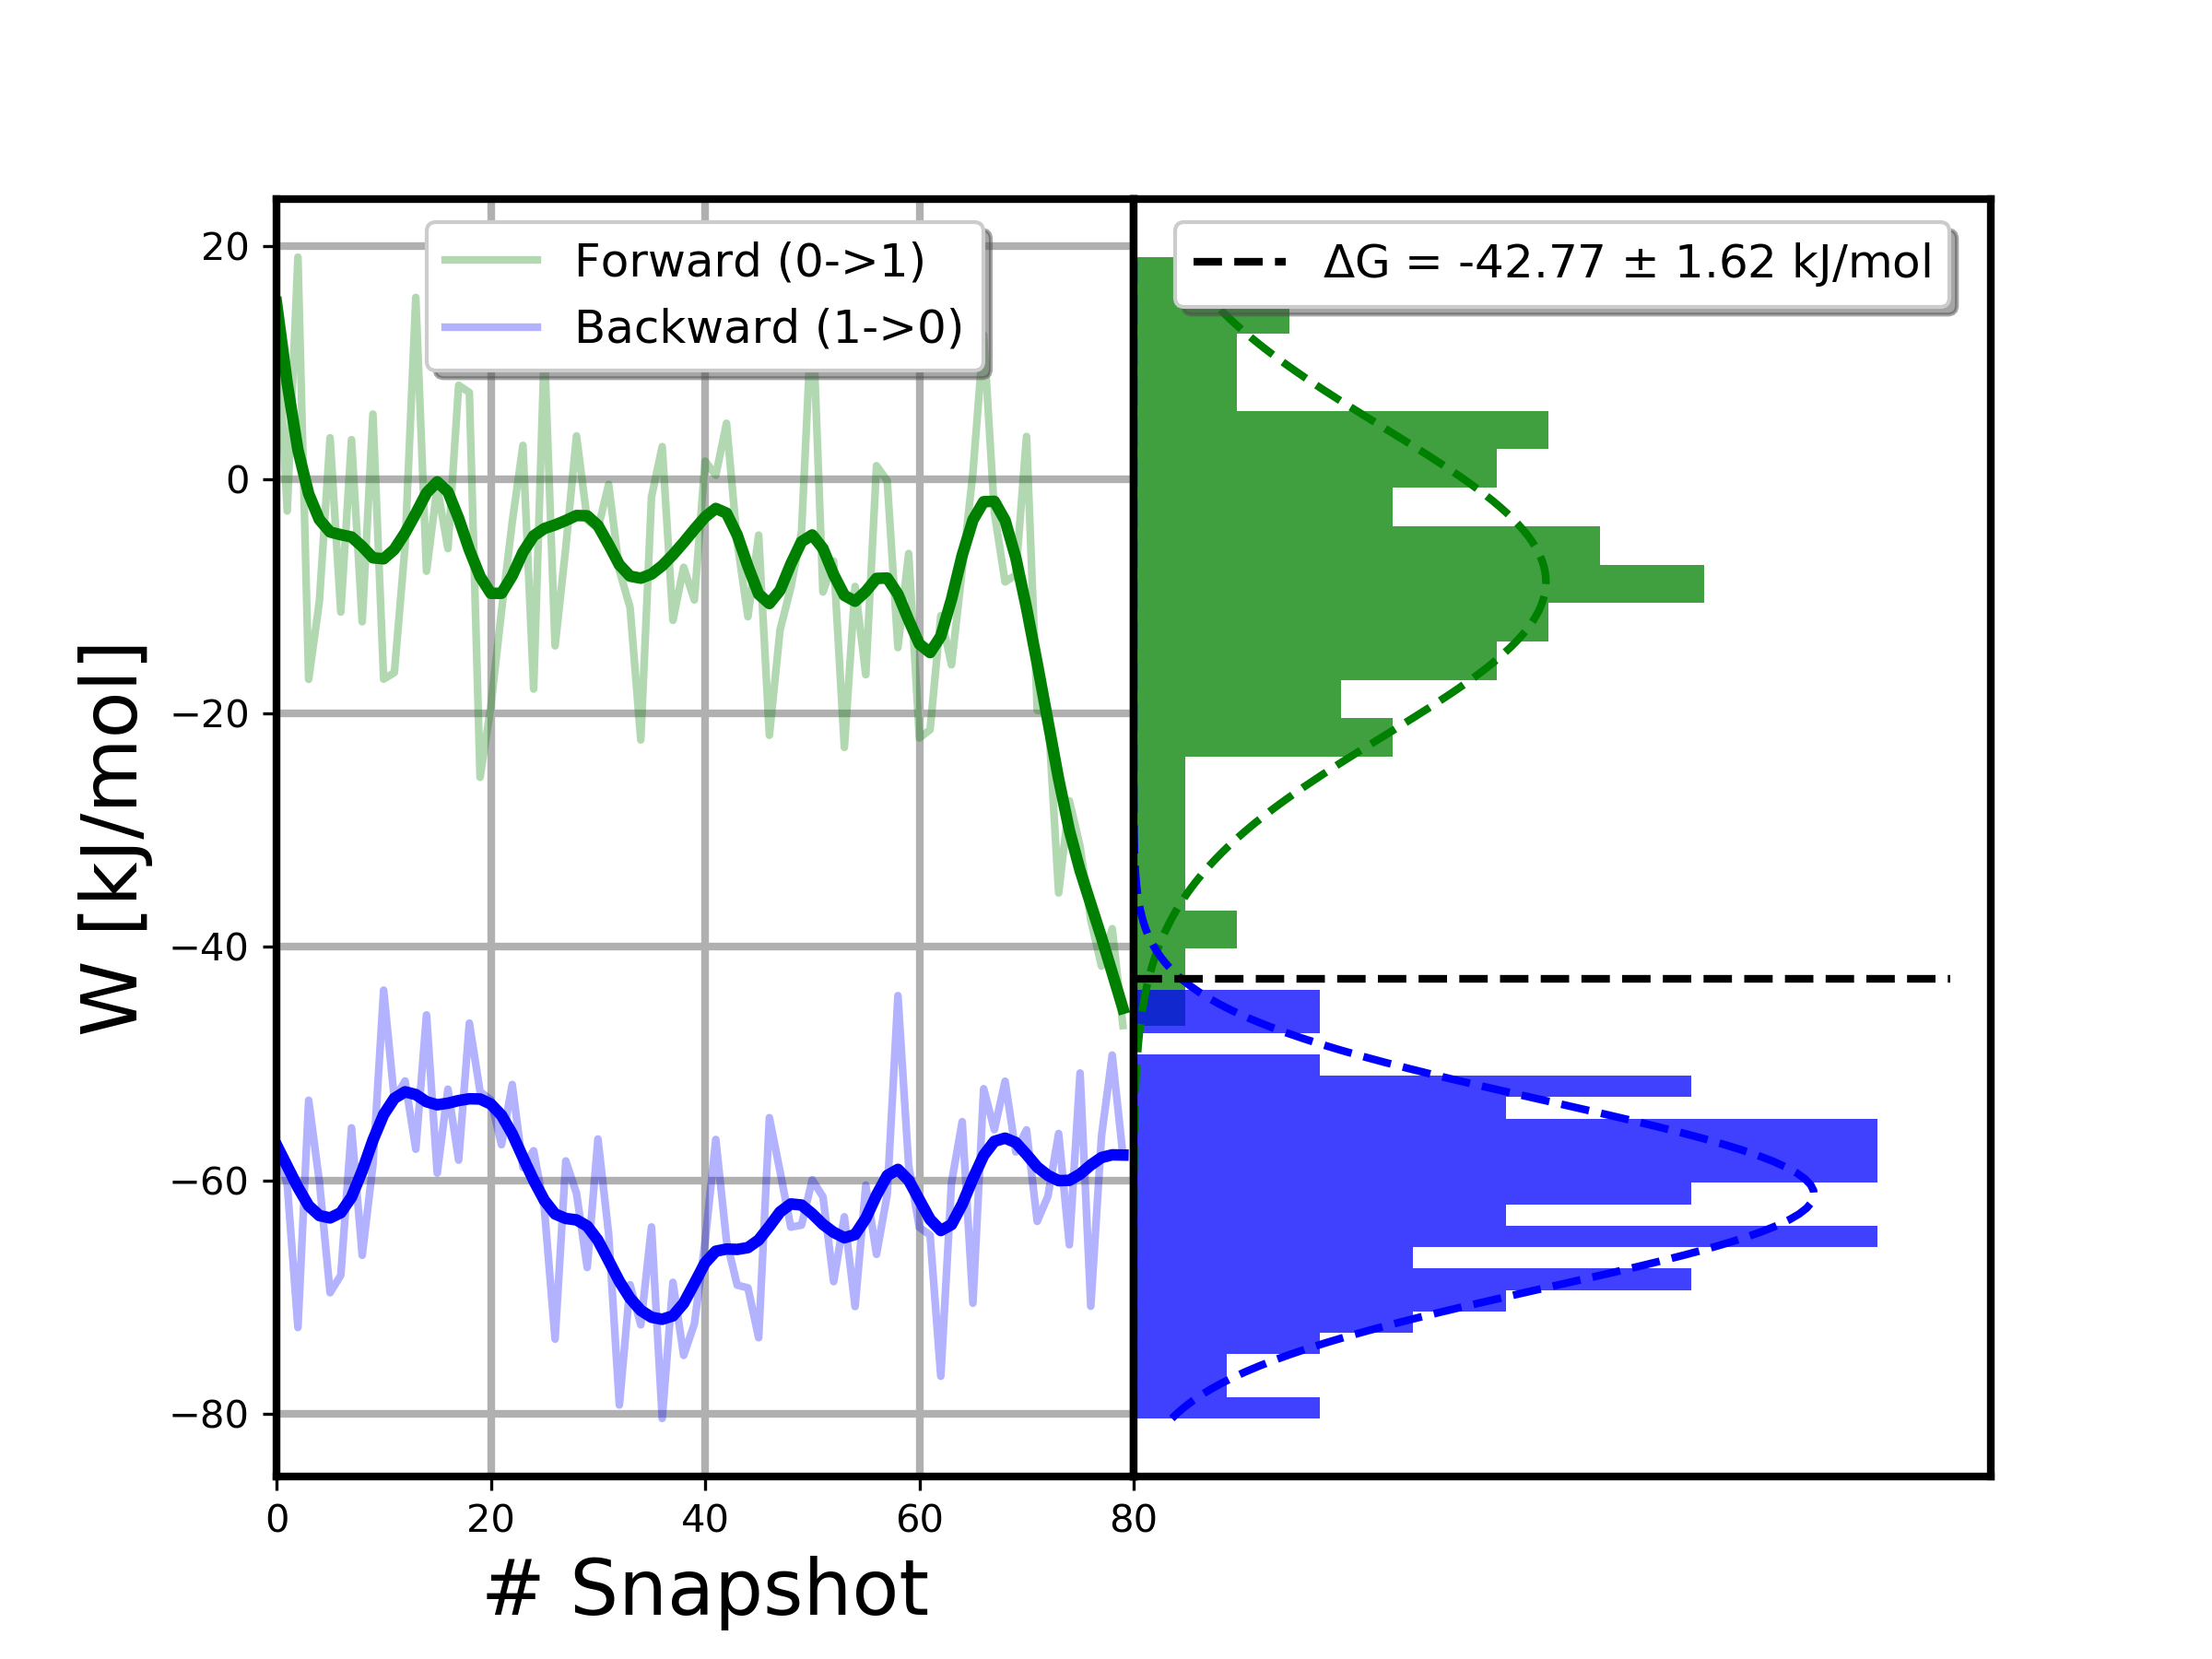 Forward (0->1)
Backward (1->0)
ΔG = -42.77 ± 1.62 kJ/mol
W [kJ/mol]
20
0
−20
−40
−60
−80
0 20 40 60 80
# Snapshot